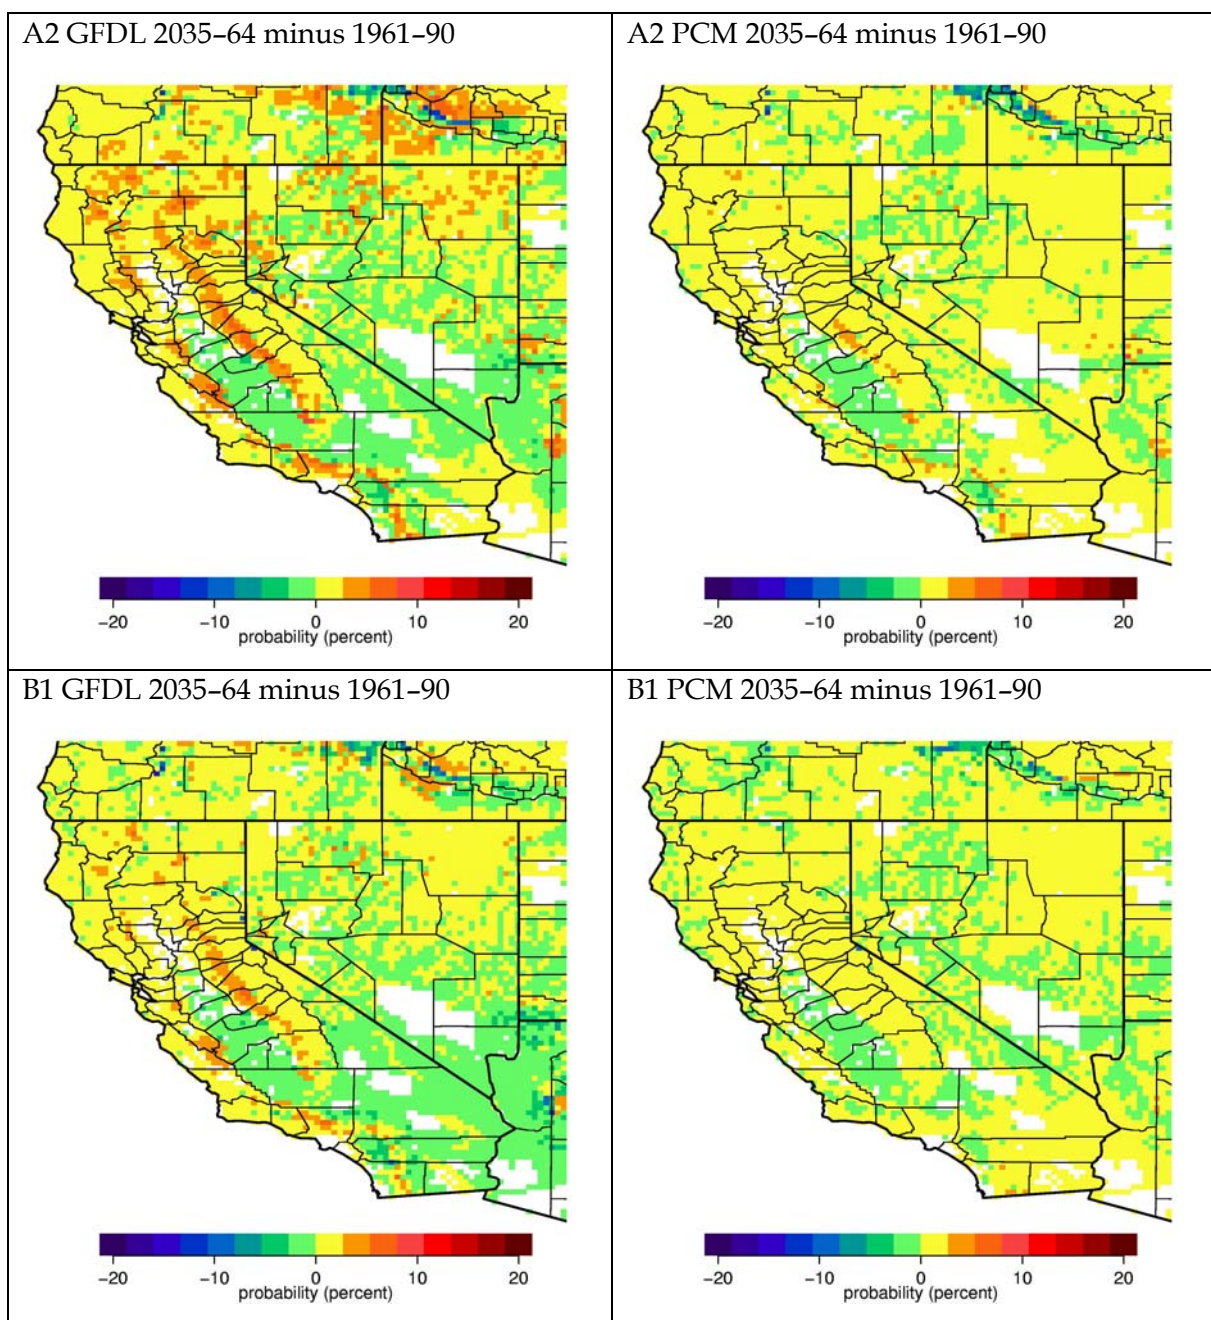 A2 GFDL 2035–64 minus 1961–90
A2 PCM 2035–64 minus 1961–90
−20 −10 0 10 20
probability (percent)
−20 −10 0 10 20
probability (percent)
B1 GFDL 2035–64 minus 1961–90
B1 PCM 2035–64 minus 1961–90
−20 −10 0 10 20
probability (percent)
−20 −10 0 10 20
probability (percent)